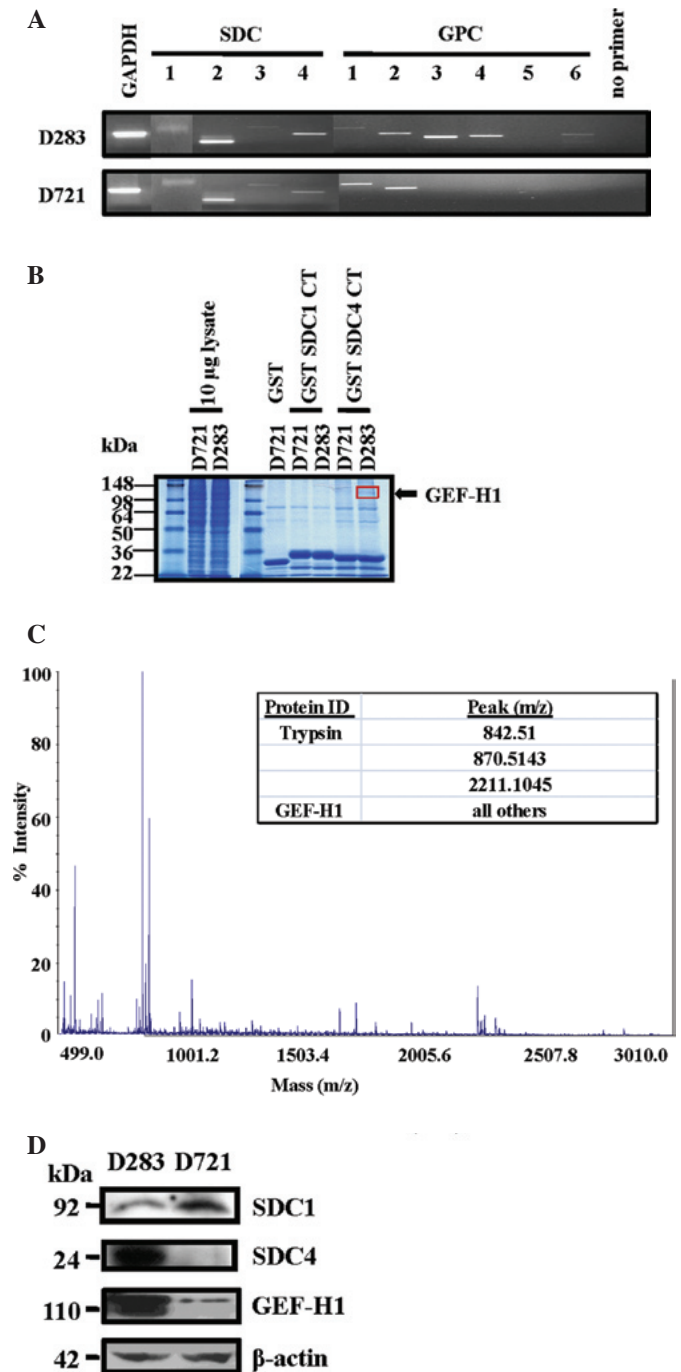 A
SDC
GPC
GAPDH
1
2
3
4
1
2
3
4
5
6
no primer
D283
D721
B
10 µg lysate
GST
GST SDC1 CT
GST SDC4 CT
kDa
D721
D283
D721
D721
D283
D721
D283
148
98
64
50
36
22
GEF-H1
C
100
80
60
40
20
0
% Intensity
Protein ID
Peak (m/z)
Trypsin
842.51
870.5143
2211.1045
GEF-H1
all others
499.0
1001.2
1503.4
2005.6
2507.8
3010.0
Mass (m/z)
D
kDa
D283 D721
92
SDC1
24
SDC4
110
GEF-H1
42
β-actin